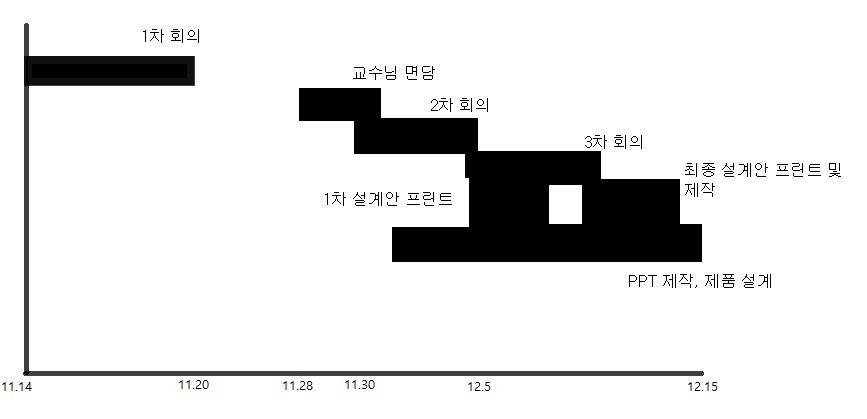 1차 회의
교수님 면담
2차 회의
3차 회의
최종 설계안 프린트 및
제작
1차 설계안 프린트
PPT 제작, 제품 설계
11.14
11.20
11.28
11.30
12.5
12.15